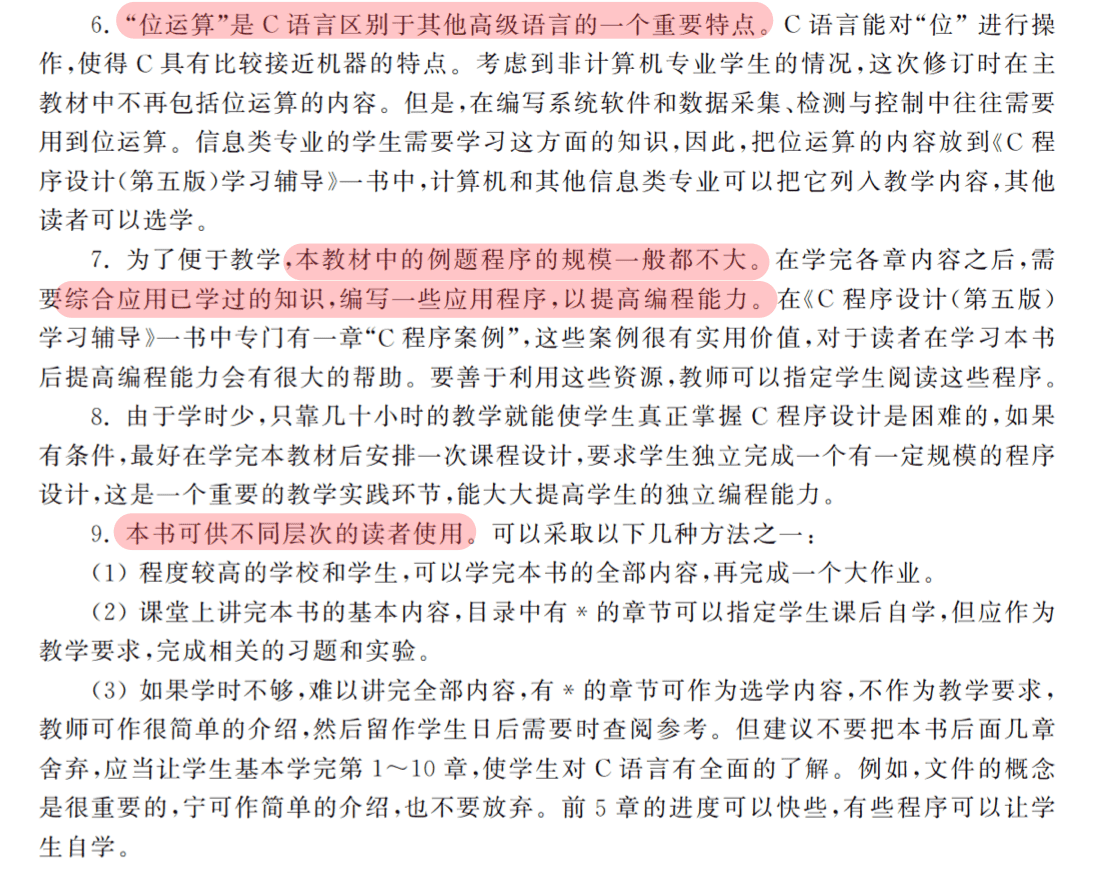 6. “位运算”是 C 语言区别于其他高级语言的一个重要特点。C 语言能对“位” 进行操
作,使得 C 具有比较接近机器的特点。考虑到非计算机专业学生的情况,这次修订时在主
教材中不再包括位运算的内容。但是,在编写系统软件和数据采集、检测与控制中往往需要
用到位运算。信息类专业的学生需要学习这方面的知识,因此,把位运算的内容放到《C 程
序设计(第五版)学习辅导》一书中,计算机和其他信息类专业可以把它列入教学内容,其他
读者可以选学。
7. 为了便于教学,本教材中的例题程序的规模一般都不大。在学完各章内容之后,需
要综合应用已学过的知识,编写一些应用程序,以提高编程能力。在《C 程序设计(第五版)
学习辅导》一书中专门有一章“C 程序案例”,这些案例很有实用价值,对于读者在学习本书
后提高编程能力会有很大的帮助。要善于利用这些资源,教师可以指定学生阅读这些程序。
8. 由于学时少,只靠几十小时的教学就能使学生真正掌握 C 程序设计是困难的,如果
有条件,最好在学完本教材后安排一次课程设计,要求学生独立完成一个有一定规模的程序
设计,这是一个重要的教学实践环节,能大大提高学生的独立编程能力。
9. 本书可供不同层次的读者使用。可以采取以下几种方法之一:
(1) 程度较高的学校和学生,可以学完本书的全部内容,再完成一个大作业。
(2) 课堂上讲完本书的基本内容,目录中有 * 的章节可以指定学生课后自学,但应作为
教学要求,完成相关的习题和实验。
(3) 如果学时不够,难以讲完全部内容,有 * 的章节可作为选学内容,不作为教学要求,
教师可作很简单的介绍,然后留作学生日后需要时查阅参考。但建议不要把本书后面几章
舍弃,应当让学生基本学完第 1~10 章,使学生对 C 语言有全面的了解。例如,文件的概念
是很重要的,宁可作简单的介绍,也不要放弃。前 5 章的进度可以快些,有些程序可以让学
生自学。